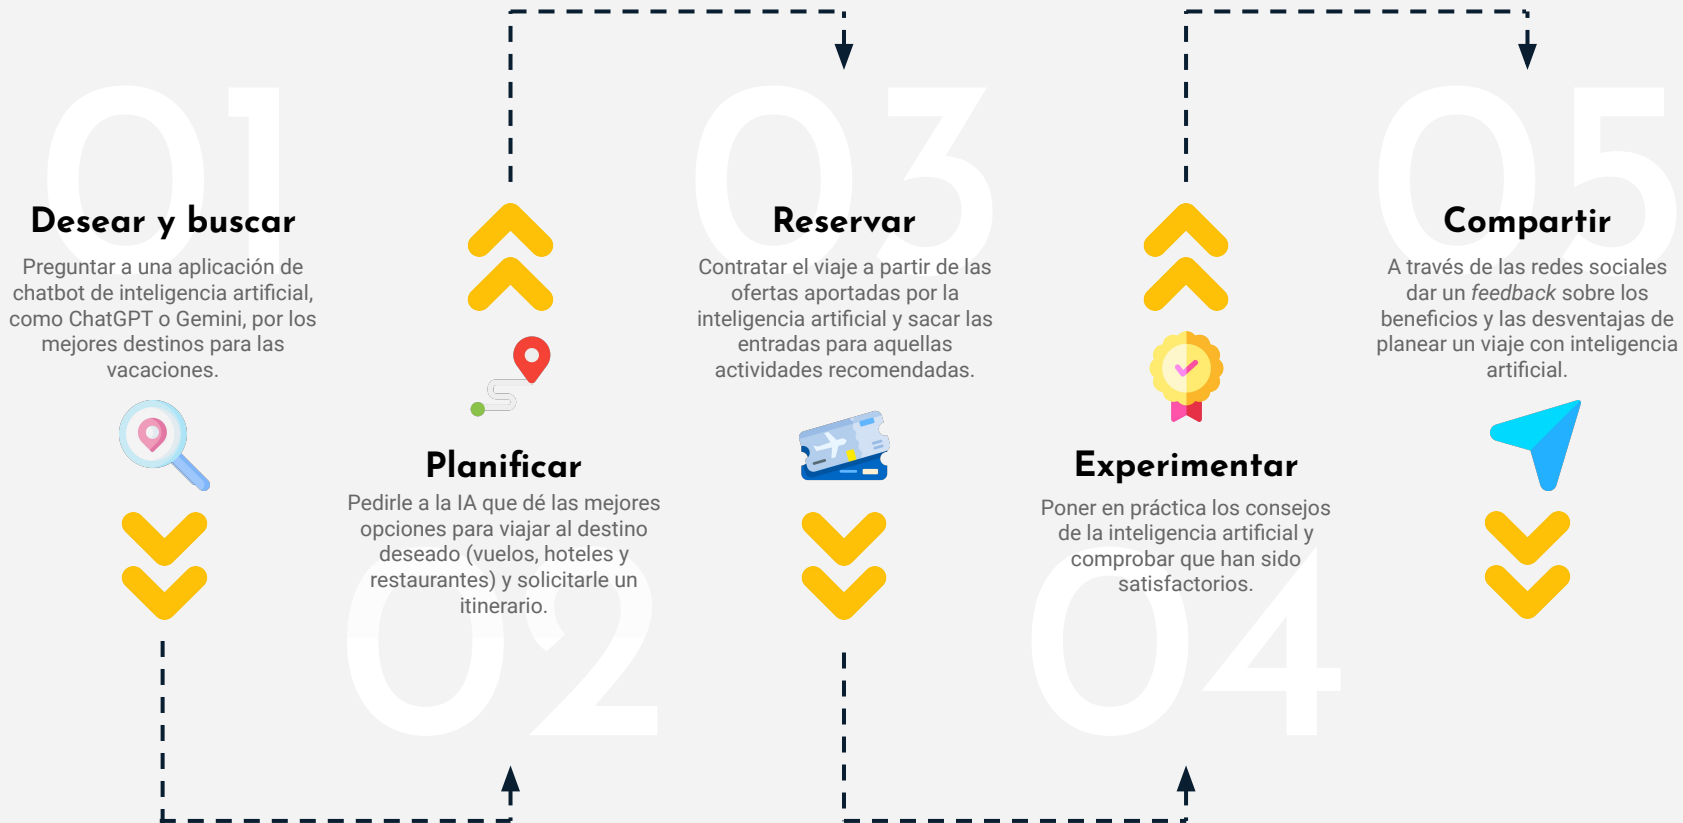 01
Desear y buscar
Preguntar a una aplicación de
chatbot de inteligencia artificial,
como ChatGPT o Gemini, por los
mejores destinos para las
vacaciones.
02
Planificar
Pedirle a la IA que dé las mejores
opciones para viajar al destino
deseado (vuelos, hoteles y
restaurantes) y solicitarle un
itinerario.
03
Reservar
Contratar el viaje a partir de las
ofertas aportadas por la
inteligencia artificial y sacar las
entradas para aquellas
actividades recomendadas.
04
Experimentar
Poner en práctica los consejos
de la inteligencia artificial y
comprobar que han sido
satisfactorios.
05
Compartir
A través de las redes sociales
dar un feedback sobre los
beneficios y las desventajas de
planear un viaje con inteligencia
artificial.